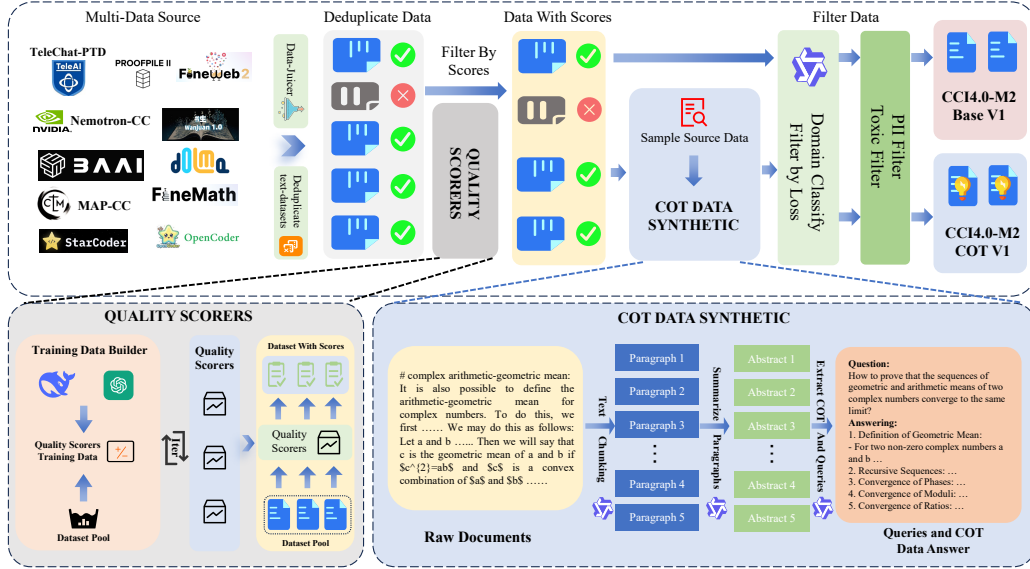 Multi-Data Source
Deduplicate Data
Data With Scores
Filter Data
TeleChat-PTD
TeleAI
PROOFPILE II
FineWeb2
NVIDIA.
Nemotron-CC
WanJuan 1.0
BAAI
dolma
MAP-CC
FineMath
StarCoder
OpenCoder
Data-Juicer
Deduplicate
text-datasets
Filter By
Scores
QUALITY
SCORERS
Sample Source Data
COT DATA
SYNTHETIC
Domain Classify
Filter by Loss
PII Filter
Toxic Filter
CCI4.0-M2
Base V1
CCI4.0-M2
COT V1
QUALITY SCORERS
Training Data Builder
Quality Scorers
Training Data
Dataset Pool
Iter
Quality
Scorers
Dataset With Scores
Quality
Scorers
Dataset Pool
COT DATA SYNTHETIC
# complex arithmetic-geometric mean:
It is also possible to define the
arithmetic-geometric mean for
complex numbers. To do this, we
first …… We may do this as follows:
Let a and b …... Then we will say that
c is the geometric mean of a and b if
$c^{2}=ab$ and $c$ is a convex
combination of $a$ and $b$ ……
Raw Documents
Text Chunking
Paragraph 1
Paragraph 2
Paragraph 3
Paragraph 4
Paragraph 5
Summarize Paragraphs
Abstract 1
Abstract 2
Abstract 3
Abstract 4
Abstract 5
Extract COT And Queries
Question:
How to prove that the sequences of
geometric and arithmetic means of two
complex numbers converge to the same
limit?
Answering:
1. Definition of Geometric Mean:
- For two non-zero complex numbers a
and b …
2. Recursive Sequences: …
3. Convergence of Phases: …
4. Convergence of Moduli: …
5. Convergence of Ratios: …
Queries and COT
Data Answer